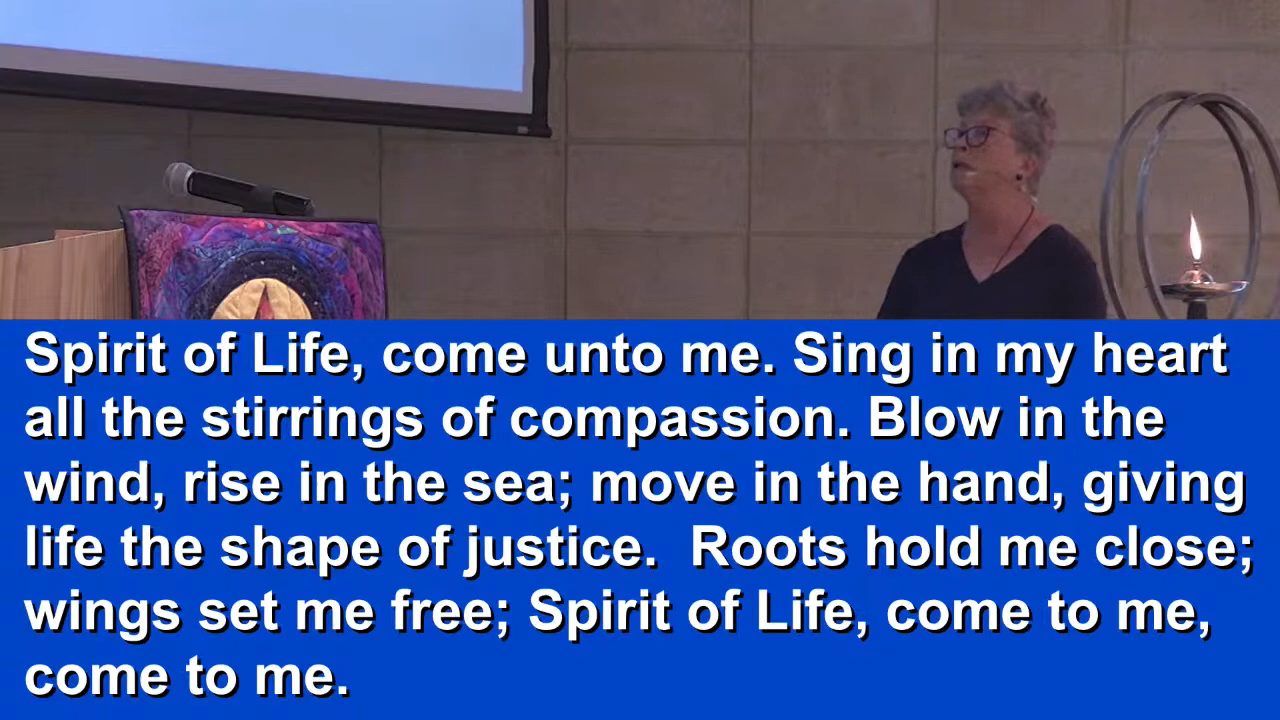 Spirit of Life, come unto me. Sing in my heart
all the stirrings of compassion. Blow in the
wind, rise in the sea; move in the hand, giving
life the shape of justice.  Roots hold me close;
wings set me free; Spirit of Life, come to me,
come to me.